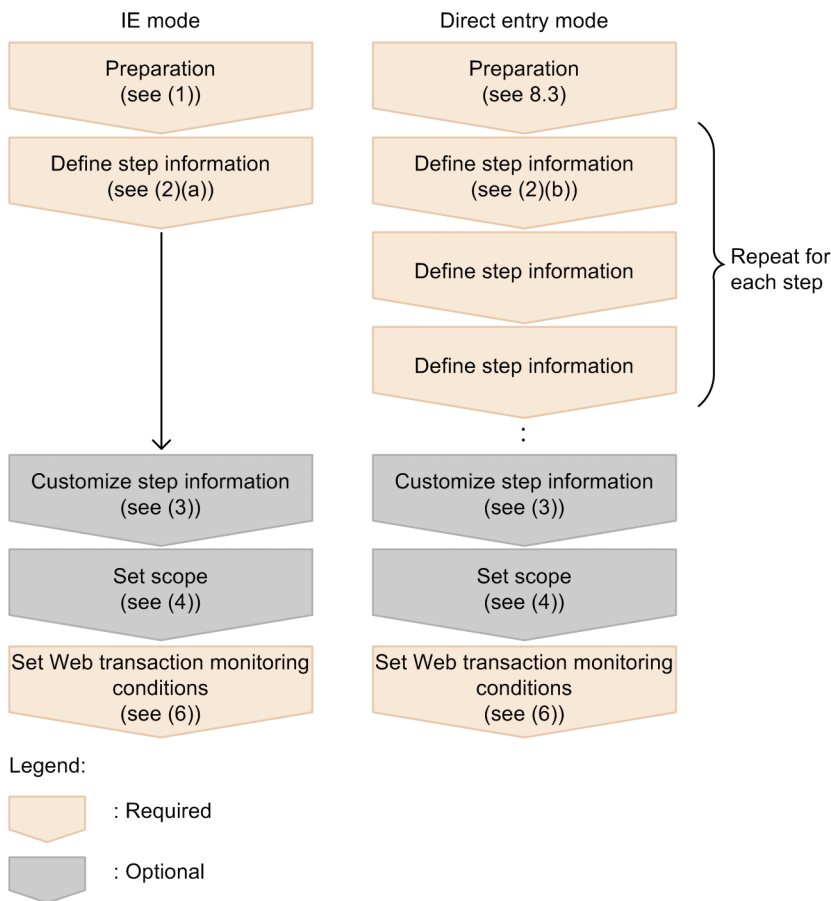 IE mode
Preparation
(see (1))
Define step information
(see (2)(a))
Customize step information
(see (3))
Set scope
(see (4))
Set Web transaction monitoring
conditions
(see (6))
Direct entry mode
Preparation
(see 8.3)
Define step information
(see (2)(b))
Define step information
Define step information
:
Customize step information
(see (3))
Set scope
(see (4))
Set Web transaction monitoring
conditions
(see (6))
Repeat for
each step
Legend:
: Required
: Optional